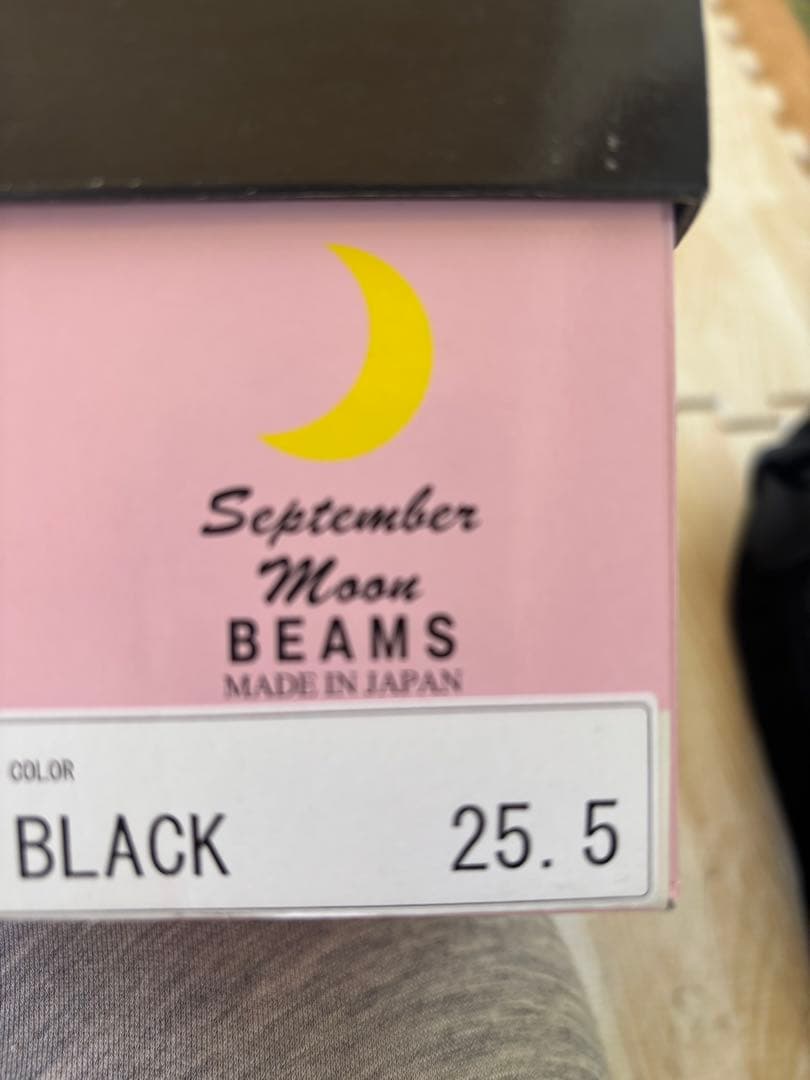 September
Moon
BEAMS
MADE IN JAPAN
COLOR
BLACK 25.5